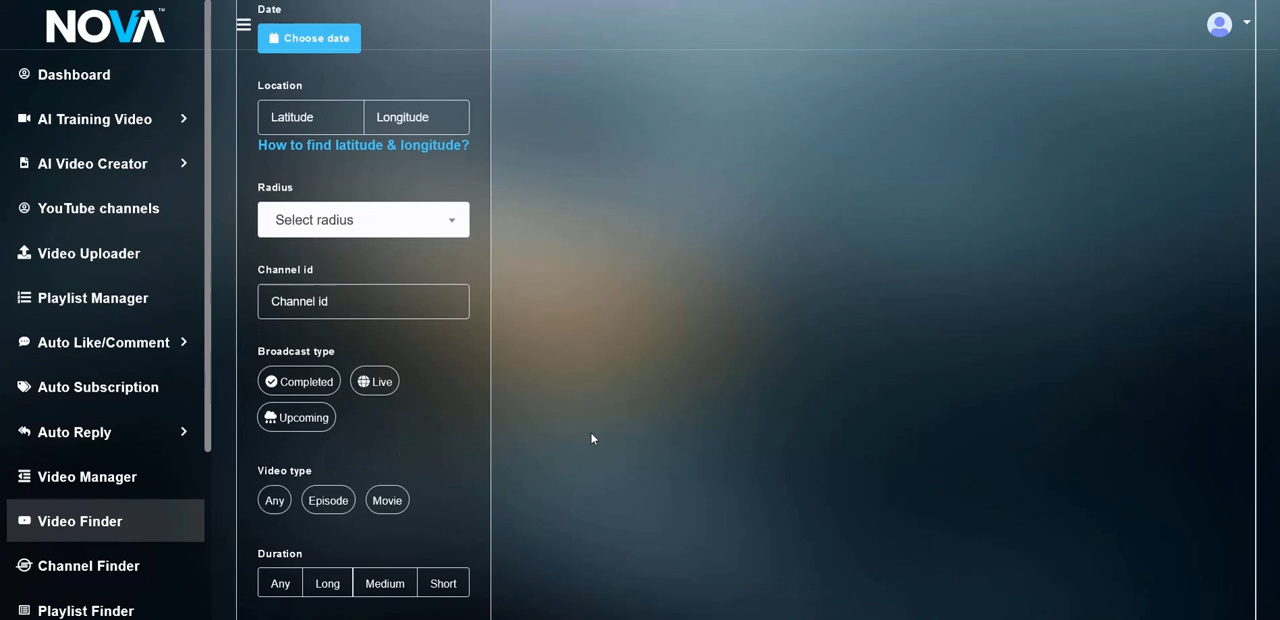 NOVA™
Dashboard
AI Training Video
AI Video Creator
YouTube channels
Video Uploader
Playlist Manager
Auto Like/Comment
Auto Subscription
Auto Reply
Video Manager
Video Finder
Channel Finder
Playlist Finder
Date
Choose date
Location
Latitude Longitude
How to find latitude & longitude?
Radius
Select radius
Channel id
Channel id
Broadcast type
Completed Live
Upcoming
Video type
Any Episode Movie
Duration
Any Long Medium Short